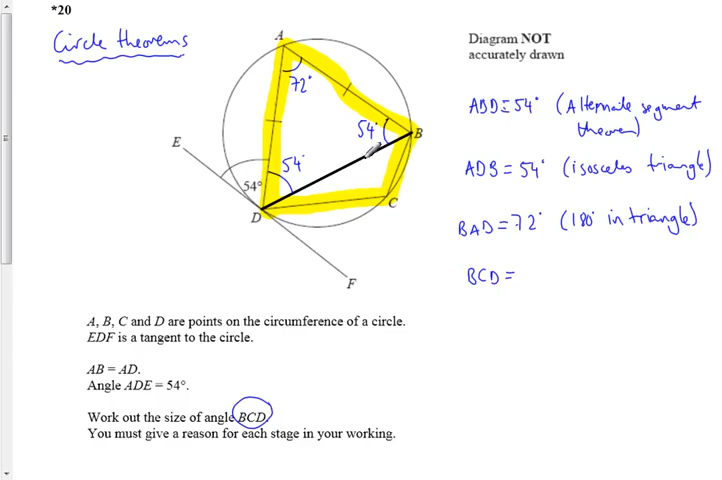 *20
Circle theorems
Diagram NOT
accurately drawn
A
72°
54°
B
E
54°
54°
D
C
F
ABD = 54° (Alternate segment
theorem)
ADB = 54° (isosceles triangle)
BAD = 72° (180° in triangle)
BCD =
A, B, C and D are points on the circumference of a circle.
EDF is a tangent to the circle.
AB = AD.
Angle ADE = 54°.
Work out the size of angle BCD.
You must give a reason for each stage in your working.